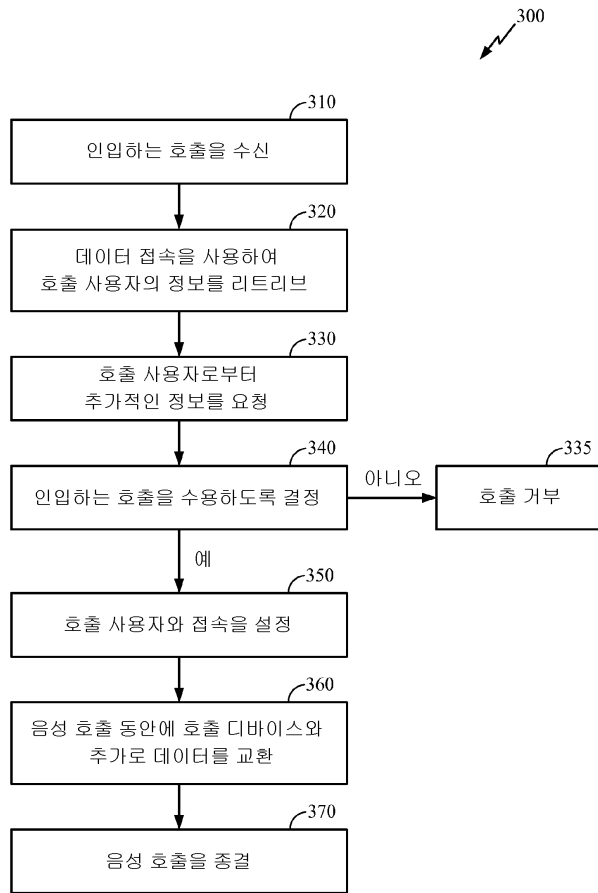 300
310
인입하는 호출을 수신
320
데이터 접속을 사용하여
호출 사용자의 정보를 리트리브
330
호출 사용자로부터
추가적인 정보를 요청
340
인입하는 호출을 수용하도록 결정
아니오
335
호출 거부
예
350
호출 사용자와 접속을 설정
360
음성 호출 동안에 호출 디바이스와
추가로 데이터를 교환
370
음성 호출을 종결